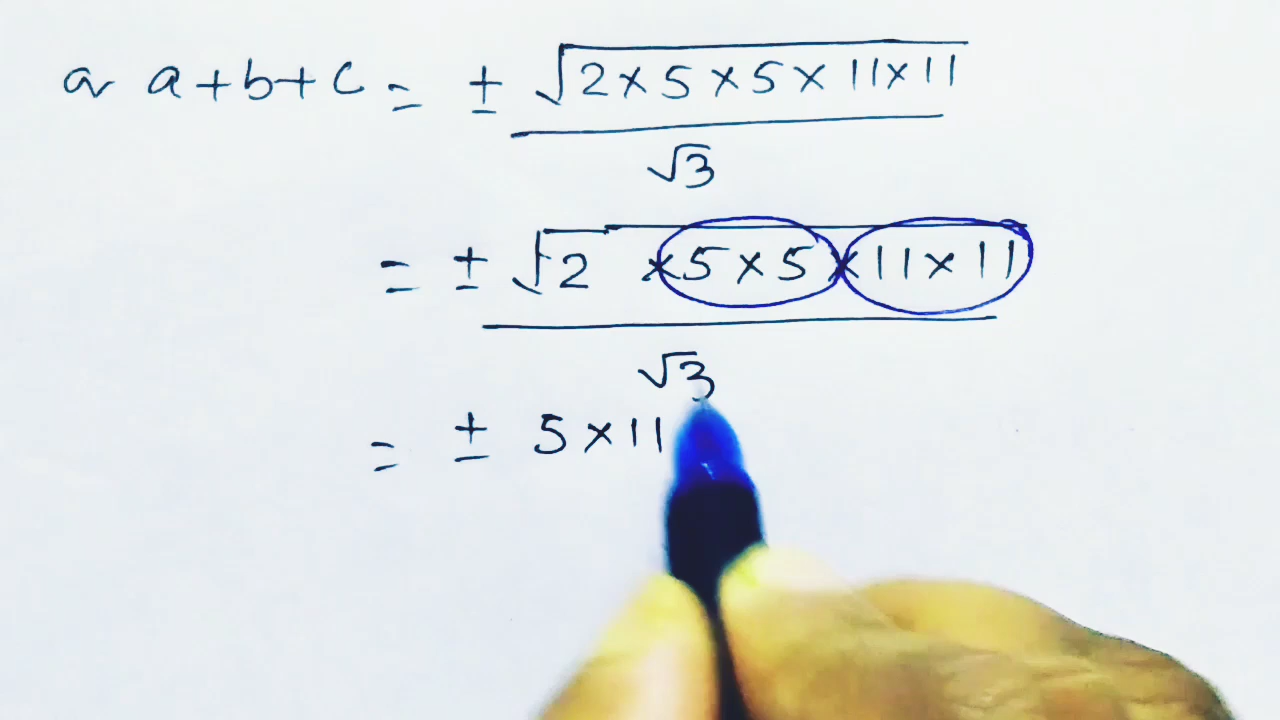 or a+b+c = ± √2×5×5×11×11
√3
= ± √2 ×5×5×11×11
√3
= ± 5×11